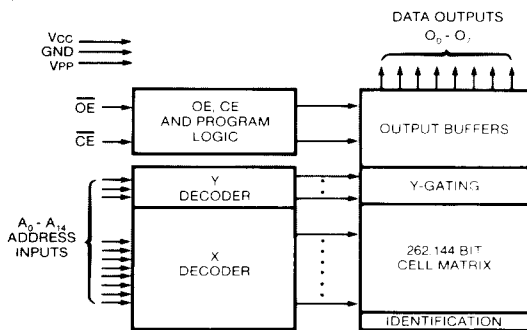 DATA OUTPUTS
O₀ - O₇
VCC
GND
VPP
OE
CE
OE, CE
AND PROGRAM
LOGIC
OUTPUT BUFFERS
Y
DECODER
Y-GATING
A₀ - A₁₄
ADDRESS
INPUTS
X
DECODER
262,144 BIT
CELL MATRIX
IDENTIFICATION